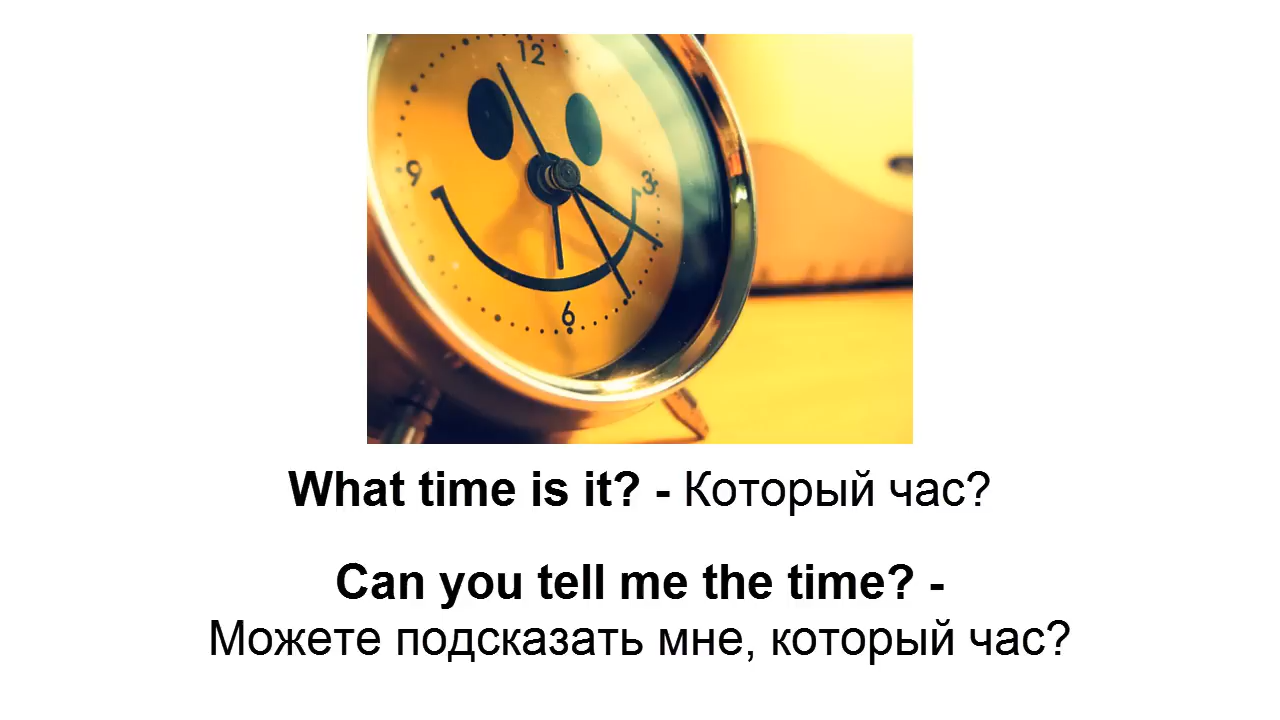 12
9
3
6
What time is it? - Который час?
Can you tell me the time? -
Можете подсказать мне, который час?